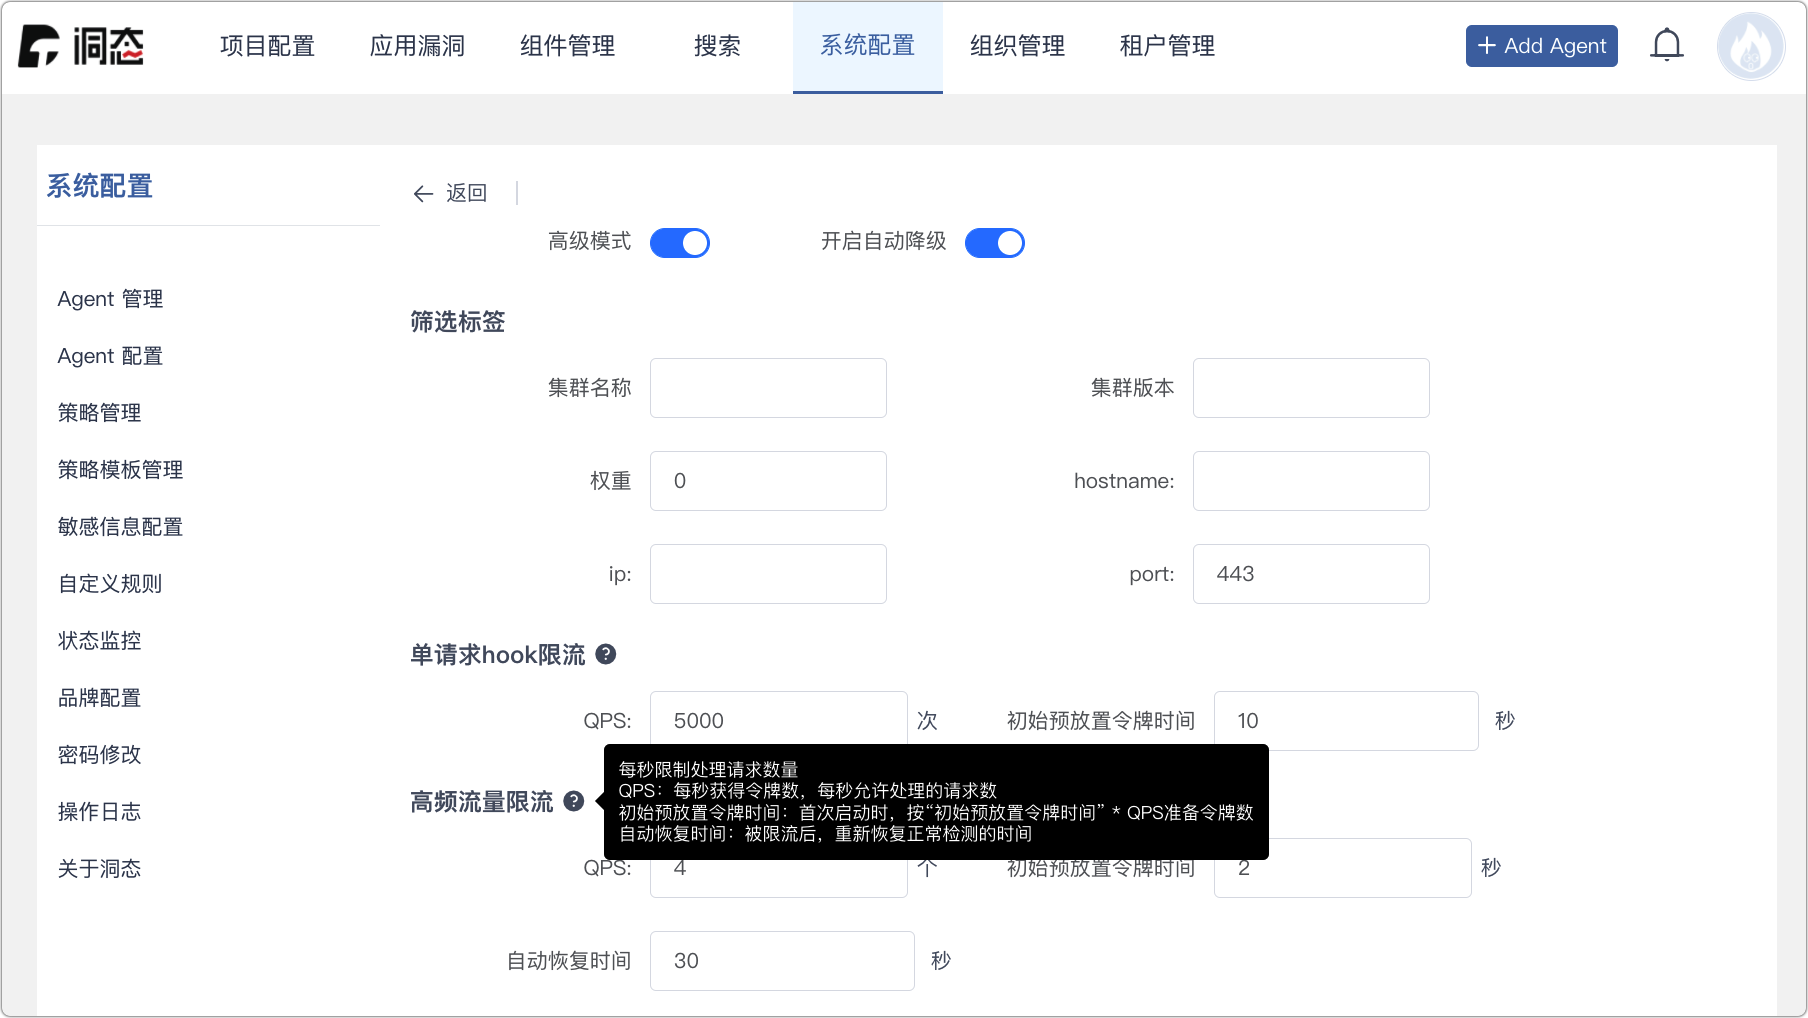 洞态
项目配置
应用漏洞
组件管理
搜索
系统配置
组织管理
租户管理
+ Add Agent
系统配置
Agent 管理
Agent 配置
策略管理
策略模板管理
敏感信息配置
自定义规则
状态监控
品牌配置
密码修改
操作日志
关于洞态
← 返回
高级模式
开启自动降级
筛选标签
集群名称
集群版本
权重 0
hostname:
ip:
port: 443
单请求hook限流 ?
QPS: 5000 次
初始预放置令牌时间 10 秒
高频流量限流 ?
每秒限制处理请求数量
QPS：每秒获得令牌数，每秒允许处理的请求数
初始预放置令牌时间：首次启动时，按“初始预放置令牌时间” * QPS准备令牌数
自动恢复时间：被限流后，重新恢复正常检测的时间
QPS: 4 个
初始预放置令牌时间 2 秒
自动恢复时间 30 秒